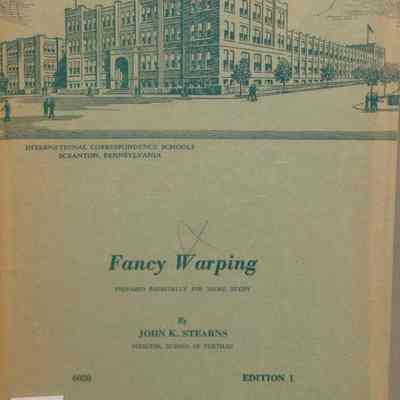 INTERNATIONAL CORRESPONDENCE SCHOOLS
SCRANTON, PENNSYLVANIA
Fancy Warping
PREPARED ESPECIALLY FOR HOME STUDY
By
JOHN K. STEARNS
DIRECTOR, SCHOOL OF TEXTILES
6020 EDITION 1